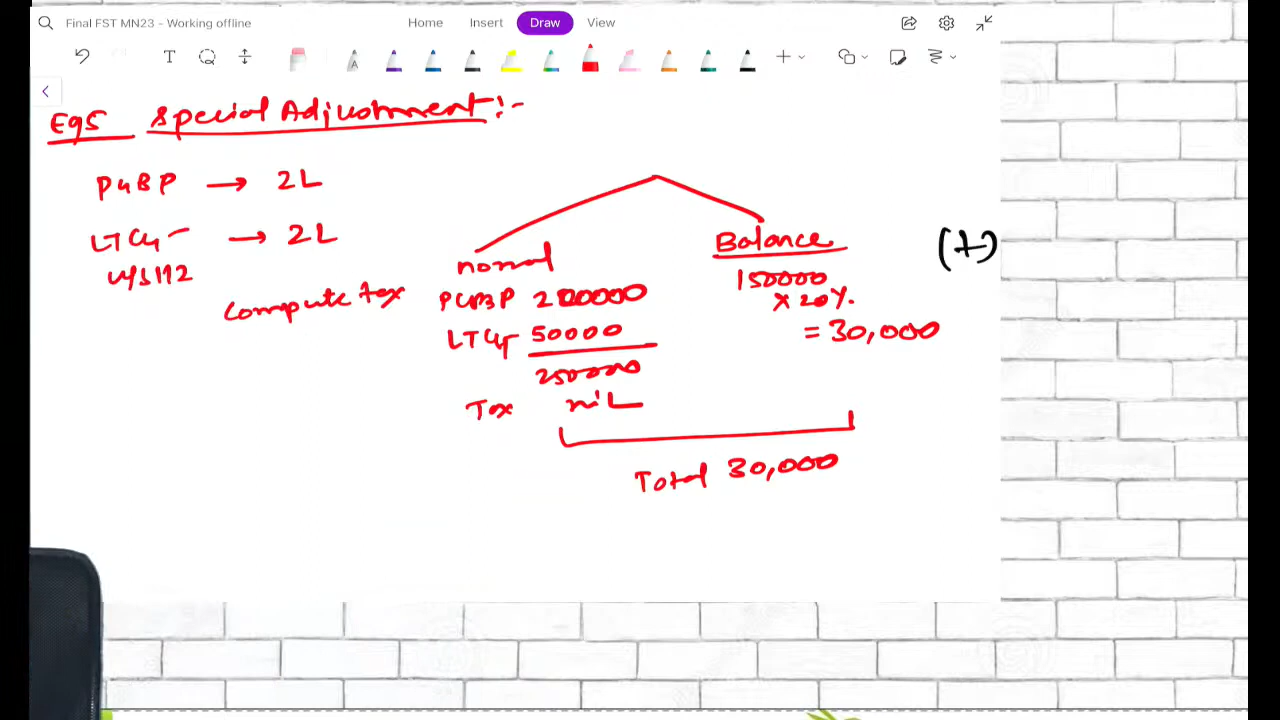 Final FST MN23 - Working offline
Home Insert Draw View
Eg5 Special Adjustment :-
PGBP → 2L
LTCG → 2L
u/s 112
Compute tax
normal
PGBP 200000
LTCG 50000
250000
Tax niL
Balance
150000
X 20%.
= 30,000
Total 30,000
(+)